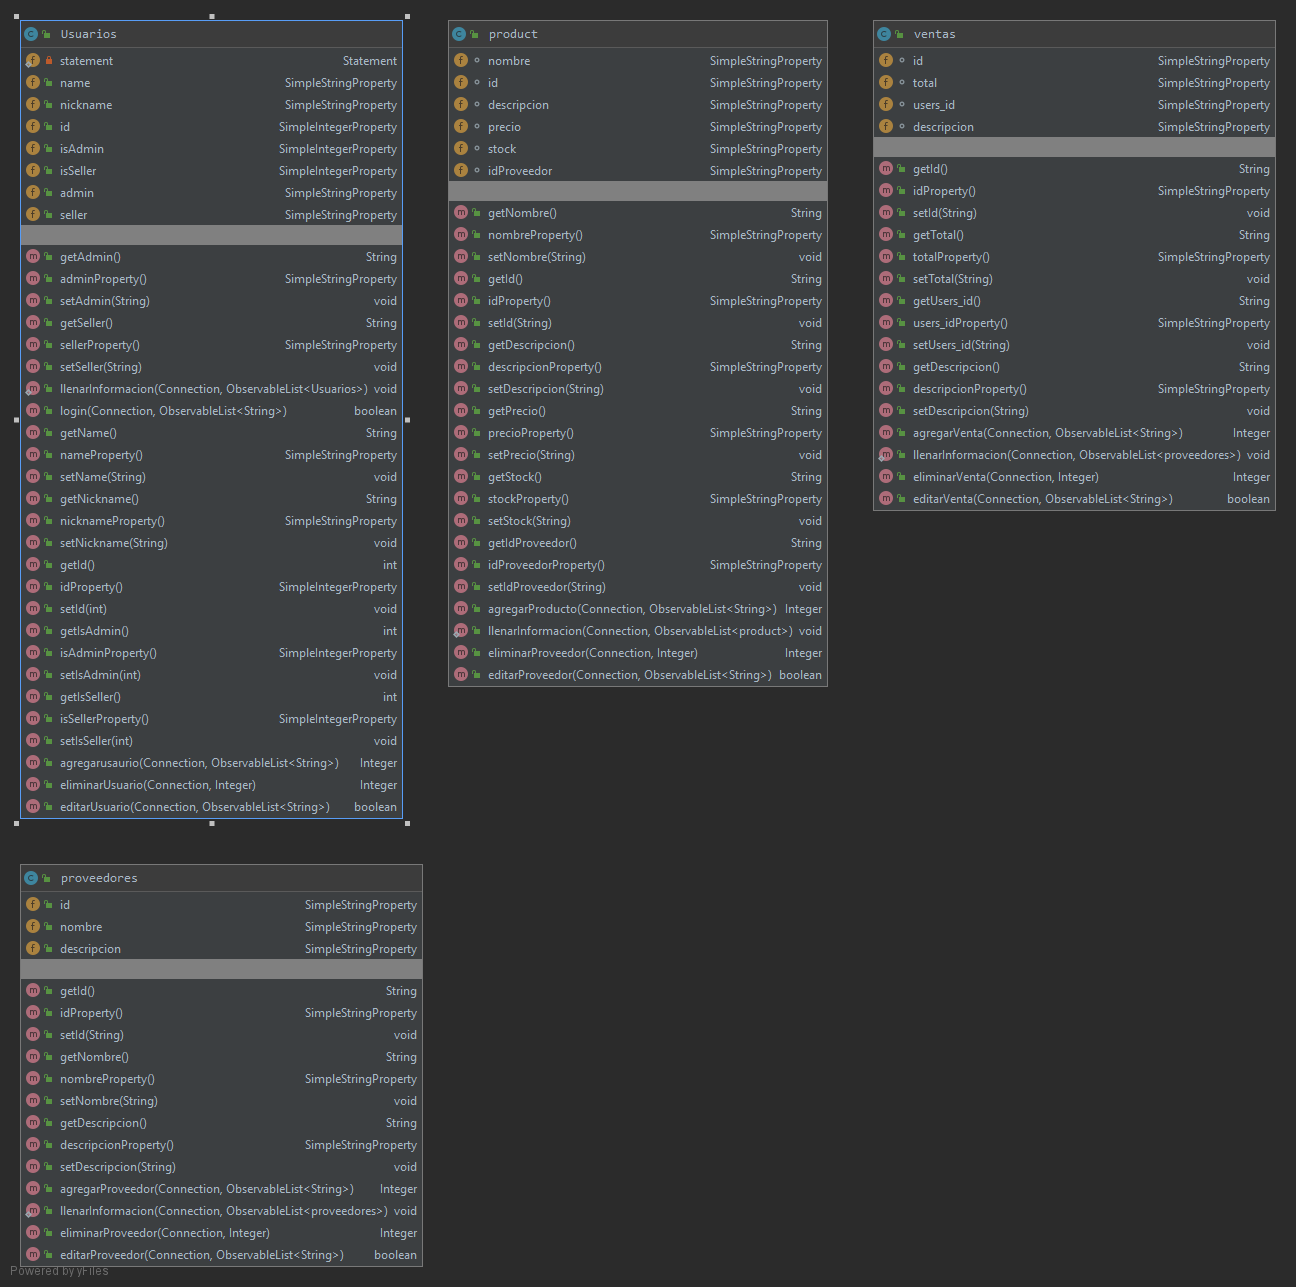 Usuarios
statement Statement
name SimpleStringProperty
nickname SimpleStringProperty
id SimpleIntegerProperty
isAdmin SimpleIntegerProperty
isSeller SimpleIntegerProperty
admin SimpleStringProperty
seller SimpleStringProperty
getAdmin() String
adminProperty() SimpleStringProperty
setAdmin(String) void
getSeller() String
sellerProperty() SimpleStringProperty
setSeller(String) void
llenarInformacion(Connection, ObservableList<Usuarios>) void
login(Connection, ObservableList<String>) boolean
getName() String
nameProperty() SimpleStringProperty
setName(String) void
getNickname() String
nicknameProperty() SimpleStringProperty
setNickname(String) void
getId() int
idProperty() SimpleIntegerProperty
setId(int) void
getIsAdmin() int
isAdminProperty() SimpleIntegerProperty
setIsAdmin(int) void
getIsSeller() int
isSellerProperty() SimpleIntegerProperty
setIsSeller(int) void
agregarusaurio(Connection, ObservableList<String>) Integer
eliminarUsuario(Connection, Integer) Integer
editarUsuario(Connection, ObservableList<String>) boolean
product
nombre SimpleStringProperty
id SimpleStringProperty
descripcion SimpleStringProperty
precio SimpleStringProperty
stock SimpleStringProperty
idProveedor SimpleStringProperty
getNombre() String
nombreProperty() SimpleStringProperty
setNombre(String) void
getId() String
idProperty() SimpleStringProperty
setId(String) void
getDescripcion() String
descripcionProperty() SimpleStringProperty
setDescripcion(String) void
getPrecio() String
precioProperty() SimpleStringProperty
setPrecio(String) void
getStock() String
stockProperty() SimpleStringProperty
setStock(String) void
getIdProveedor() String
idProveedorProperty() SimpleStringProperty
setIdProveedor(String) void
agregarProducto(Connection, ObservableList<String>) Integer
llenarInformacion(Connection, ObservableList<product>) void
eliminarProveedor(Connection, Integer) Integer
editarProveedor(Connection, ObservableList<String>) boolean
ventas
id SimpleStringProperty
total SimpleStringProperty
users_id SimpleStringProperty
descripcion SimpleStringProperty
getId() String
idProperty() SimpleStringProperty
setId(String) void
getTotal() String
totalProperty() SimpleStringProperty
setTotal(String) void
getUsers_id() String
users_idProperty() SimpleStringProperty
setUsers_id(String) void
getDescripcion() String
descripcionProperty() SimpleStringProperty
setDescripcion(String) void
agregarVenta(Connection, ObservableList<String>) Integer
llenarInformacion(Connection, ObservableList<proveedores>) void
eliminarVenta(Connection, Integer) Integer
editarVenta(Connection, ObservableList<String>) boolean
proveedores
id SimpleStringProperty
nombre SimpleStringProperty
descripcion SimpleStringProperty
getId() String
idProperty() SimpleStringProperty
setId(String) void
getNombre() String
nombreProperty() SimpleStringProperty
setNombre(String) void
getDescripcion() String
descripcionProperty() SimpleStringProperty
setDescripcion(String) void
agregarProveedor(Connection, ObservableList<String>) Integer
llenarInformacion(Connection, ObservableList<proveedores>) void
eliminarProveedor(Connection, Integer) Integer
editarProveedor(Connection, ObservableList<String>) boolean
Powered by yFiles